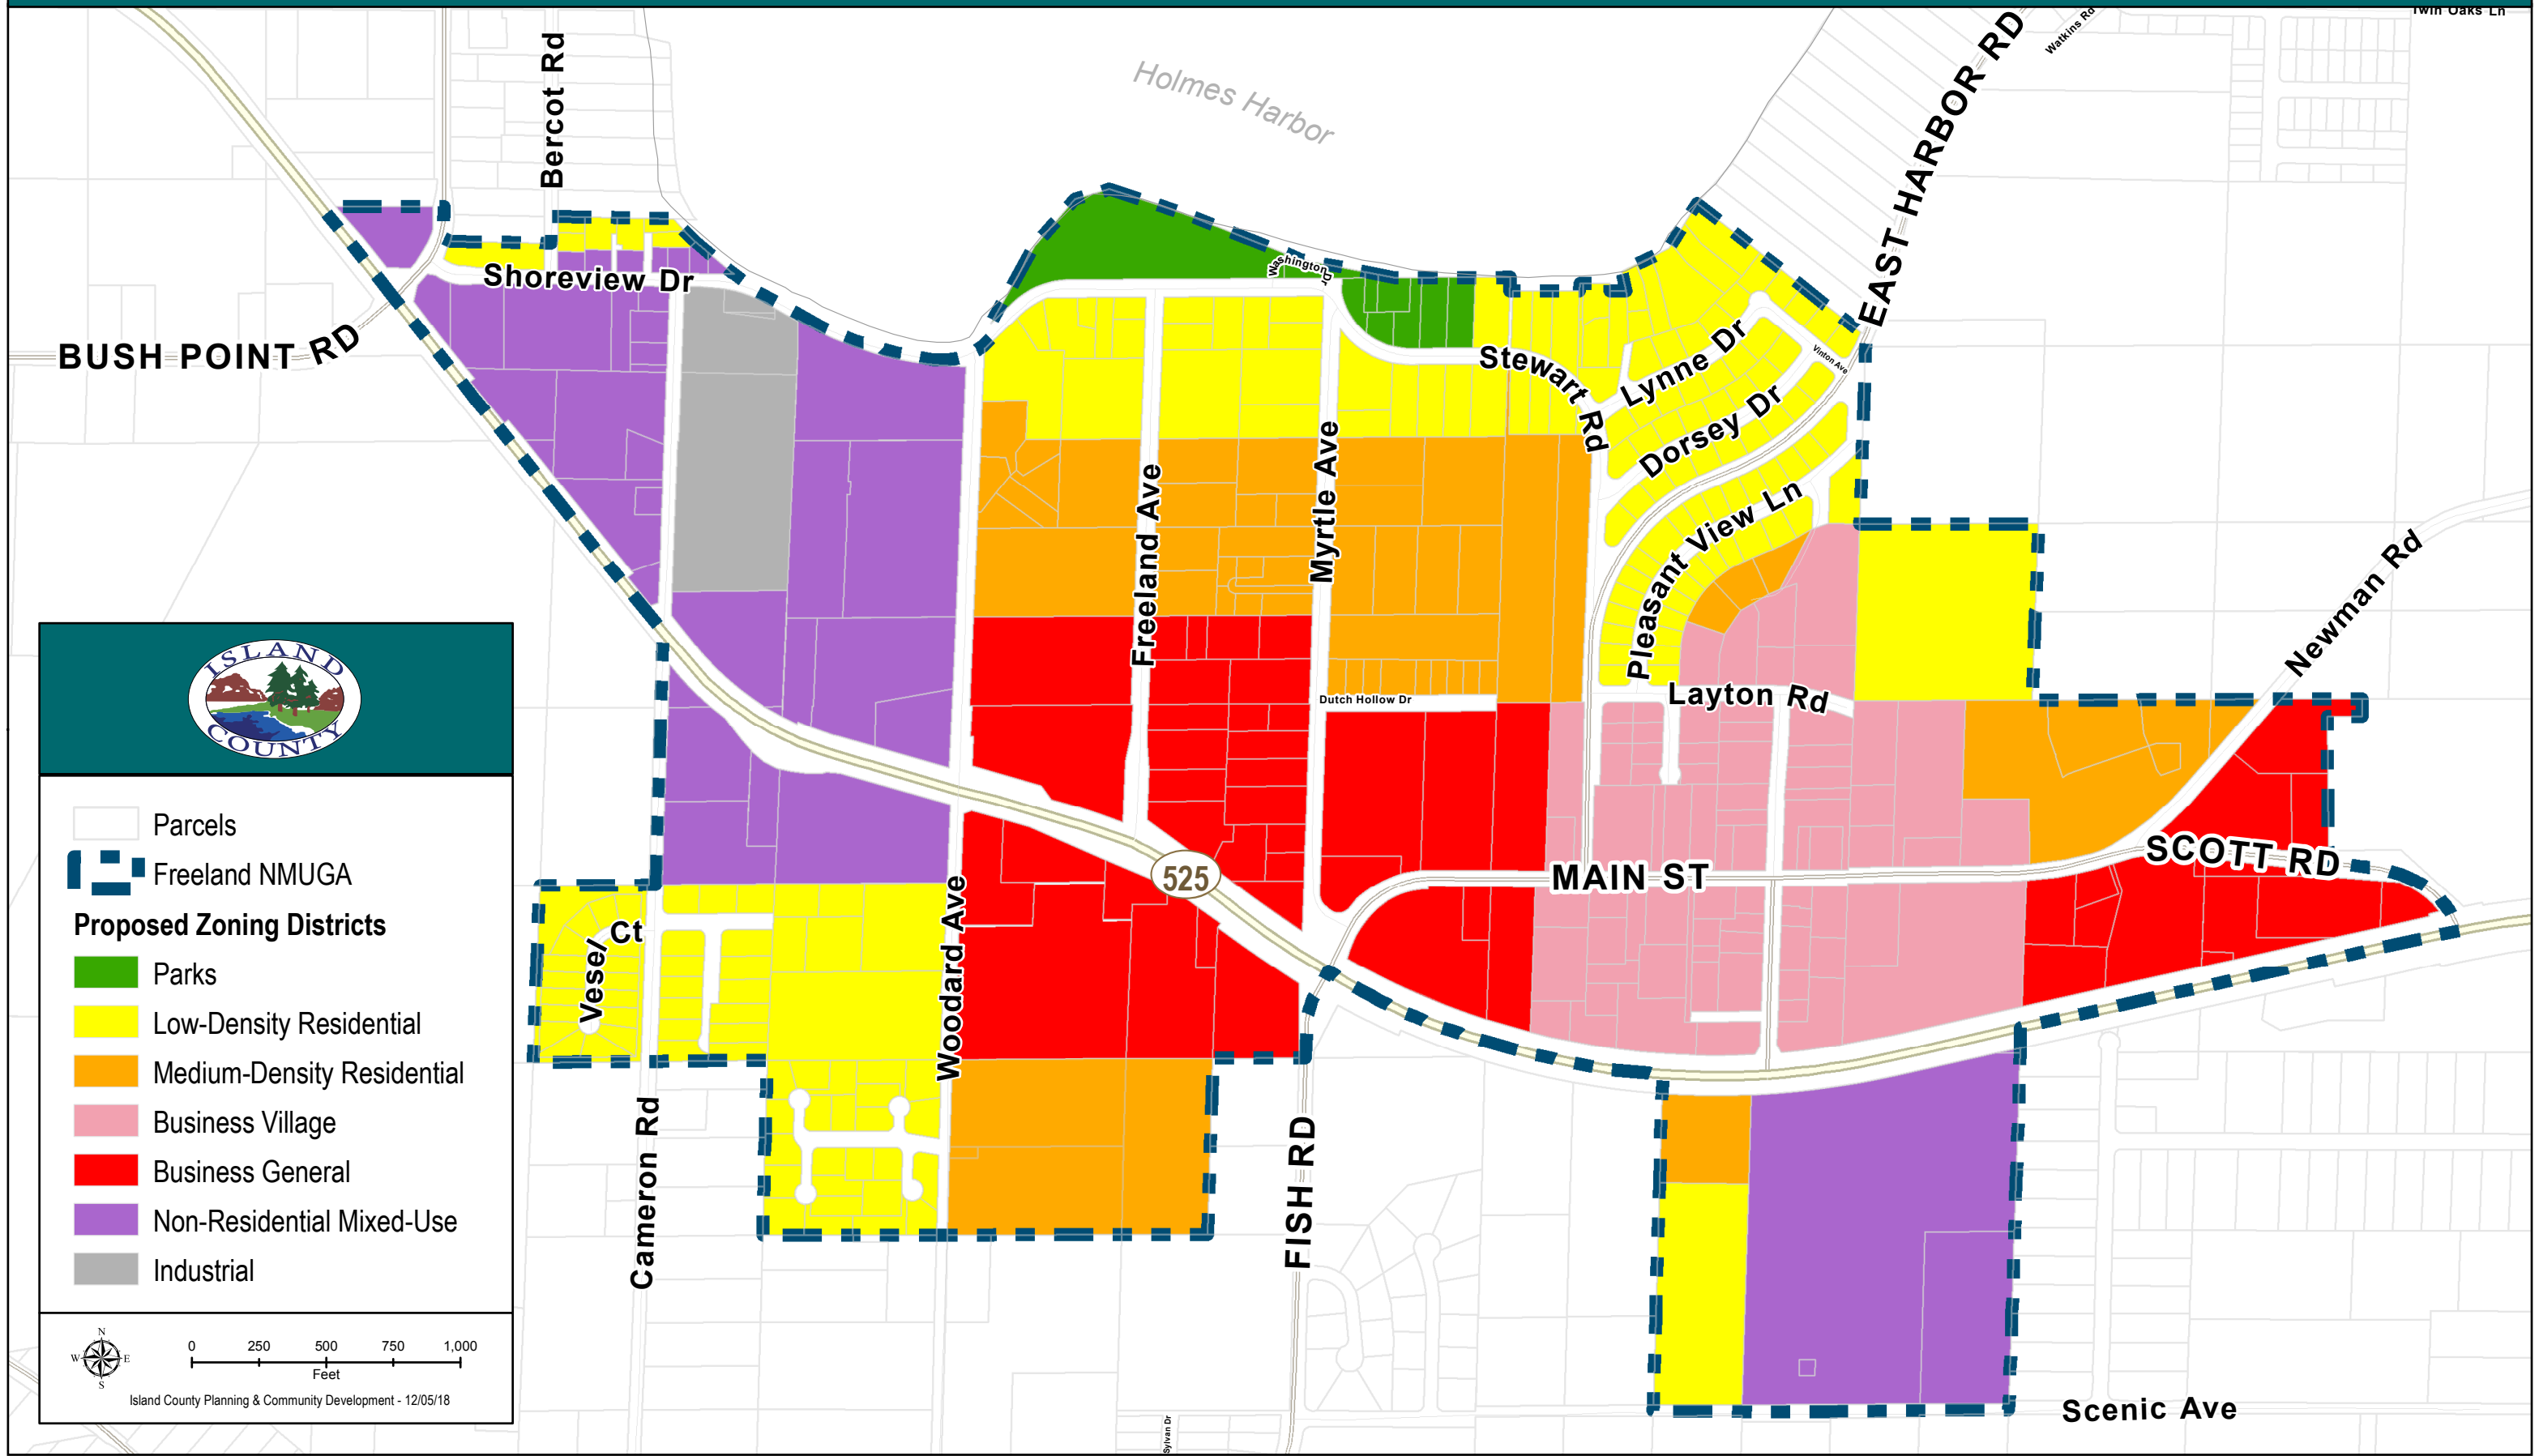 Twin Oaks Ln
Watkins Rd
Bercot Rd
Holmes Harbor
EAST HARBOR RD
Shoreview Dr
Washington Dr
BUSH POINT RD
Stewart Rd
Lynne Dr
Vinton Ave
Dorsey Dr
Myrtle Ave
Freeland Ave
Pleasant View Ln
Newman Rd
Layton Rd
Dutch Hollow Dr
SCOTT RD
MAIN ST
525
Vesel Ct
Woodard Ave
Cameron Rd
FISH RD
Scenic Ave
Sylvan Dr
ISLAND
COUNTY
Parcels
Freeland NMUGA
Proposed Zoning Districts
Parks
Low-Density Residential
Medium-Density Residential
Business Village
Business General
Non-Residential Mixed-Use
Industrial
N
W E
S
0 250 500 750 1,000
Feet
Island County Planning & Community Development - 12/05/18